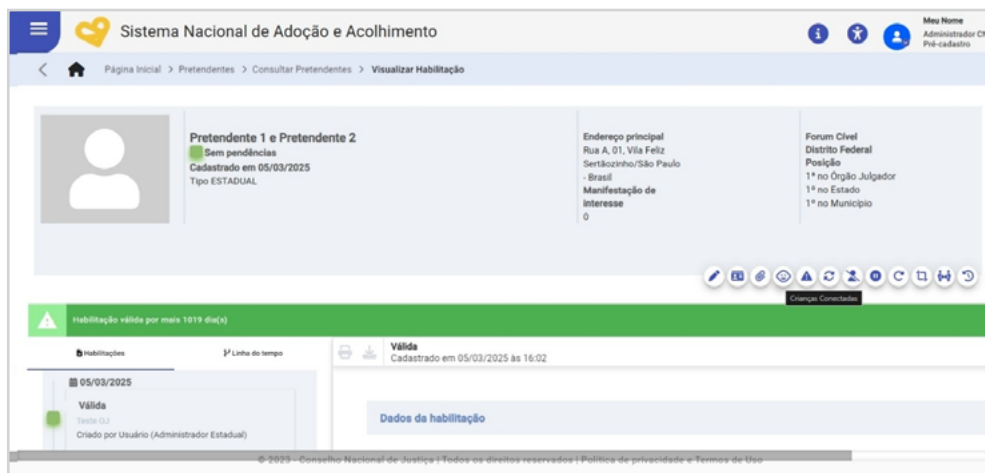 Sistema Nacional de Adoção e Acolhimento
Meu Nome
Administrador CN
Pré-cadastro
Página Inicial > Pretendentes > Consultar Pretendentes > Visualizar Habilitação
Pretendente 1 e Pretendente 2
Sem pendências
Cadastrado em 05/03/2025
Tipo ESTADUAL
Endereço principal
Rua A, 01, Vila Feliz
Sertãozinho/São Paulo
- Brasil
Manifestação de
interesse
0
Forum Cível
Distrito Federal
Posição
1ª no Órgão Julgador
1ª no Estado
1ª no Município
Crianças Conectadas
Habilitação válida por mais 1019 dia(s)
Habilitações
Linha do tempo
Válida
Cadastrado em 05/03/2025 às 16:02
05/03/2025
Válida
Teste OJ
Criado por Usuário (Administrador Estadual)
Dados da habilitação
© 2023 - Conselho Nacional de Justiça | Todos os direitos reservados | Política de privacidade e Termos de Uso